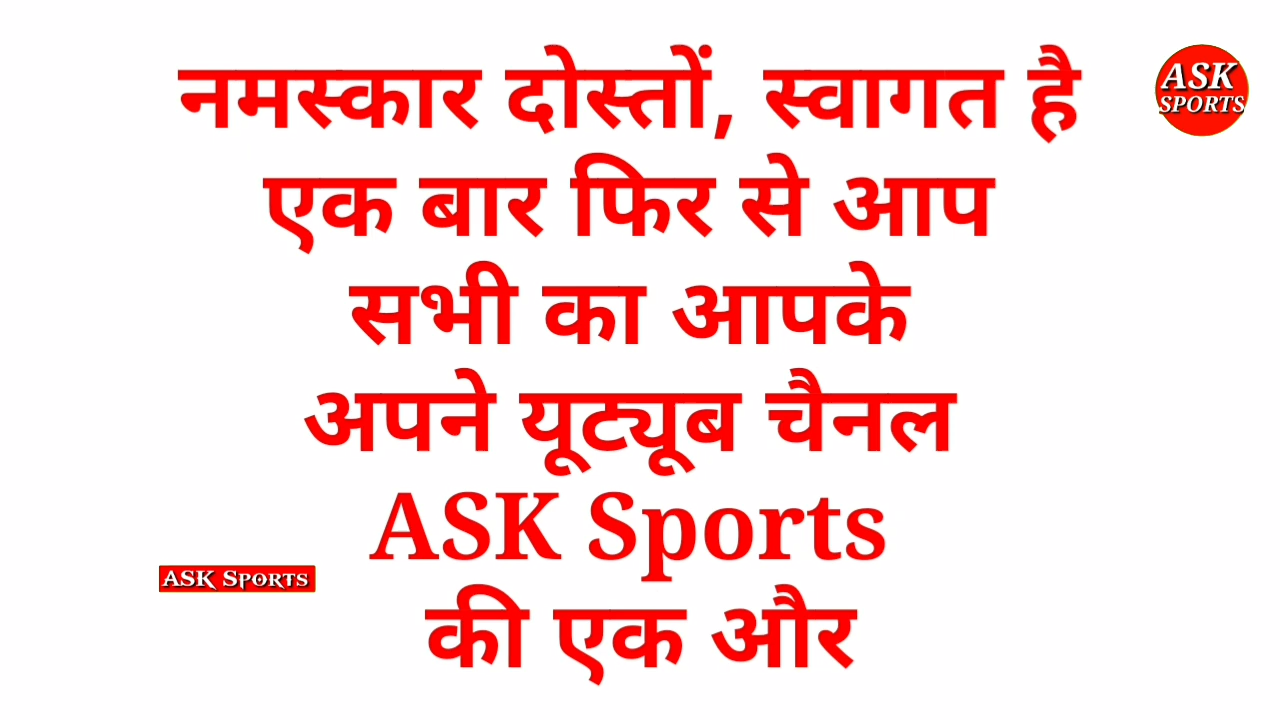 नमस्कार दोस्तों, स्वागत है
एक बार फिर से आप
सभी का आपके
अपने यूट्यूब चैनल
ASK Sports
की एक और
ASK
SPORTS
ASK Sports